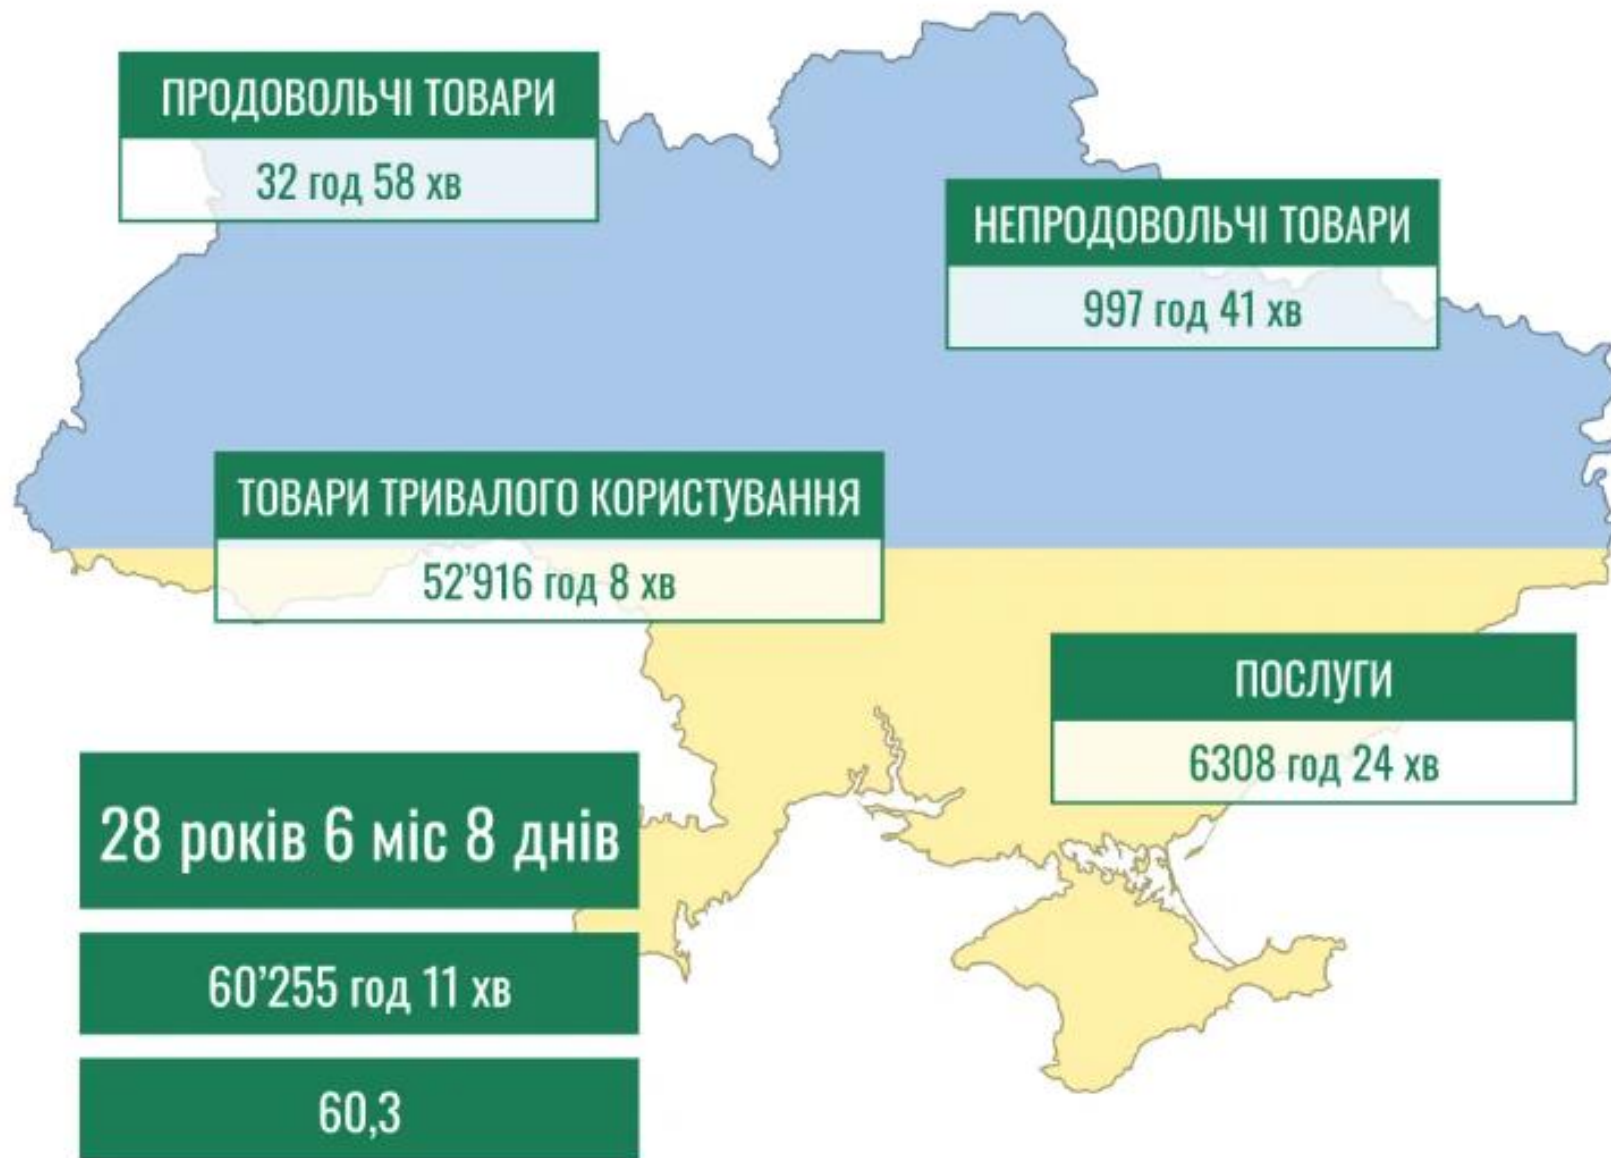 ПРОДОВОЛЬЧІ ТОВАРИ
32 год 58 хв
НЕПРОДОВОЛЬЧІ ТОВАРИ
997 год 41 хв
ТОВАРИ ТРИВАЛОГО КОРИСТУВАННЯ
52’916 год 8 хв
ПОСЛУГИ
6308 год 24 хв
28 років 6 міс 8 днів
60’255 год 11 хв
60,3